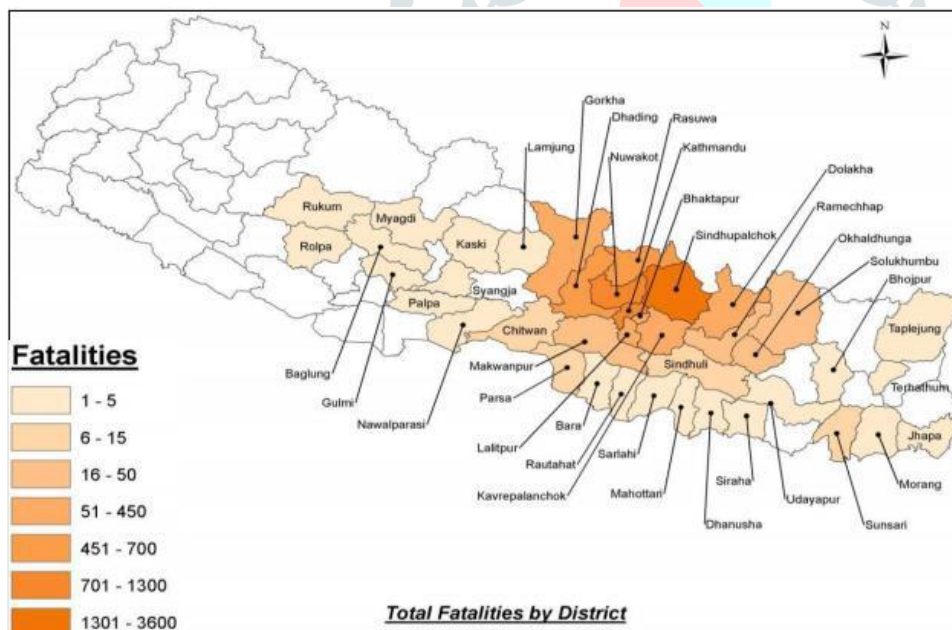 N
Gorkha
Dhading
Rasuwa
Lamjung
Nuwakot
Kathmandu
Dolakha
Bhaktapur
Ramechhap
Rukum
Myagdi
Sindhupalchok
Okhaldhunga
Rolpa
Kaski
Solukhumbu
Bhojpur
Syangja
Palpa
Taplejung
Chitwan
Fatalities
Makwanpur
Sindhuli
Baglung
Terhathum
1 - 5
Gulmi
Parsa
Nawalparasi
6 - 15
Bara
Jhapa
Lalitpur
Sarlahi
16 - 50
Rautahat
Siraha
Morang
Kavrepalanchok
Mahottari
Udayapur
51 - 450
Dhanusha
Sunsari
451 - 700
701 - 1300
Total Fatalities by District
1301 - 3600